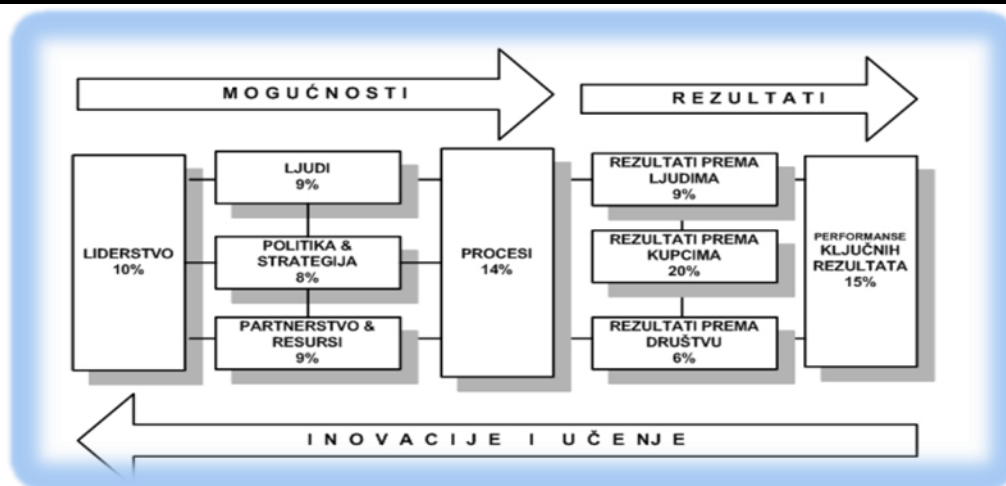 MOGUĆNOSTI
REZULTATI
LIDERSTVO
10%
LJUDI
9%
POLITIKA &
STRATEGIJA
8%
PARTNERSTVO &
RESURSI
9%
PROCESI
14%
REZULTATI PREMA
LJUDIMA
9%
REZULTATI PREMA
KUPCIMA
20%
REZULTATI PREMA
DRUŠTVU
6%
PERFORMANSE
KLJUČNIH
REZULTATA
15%
INOVACIJE I UČENJE